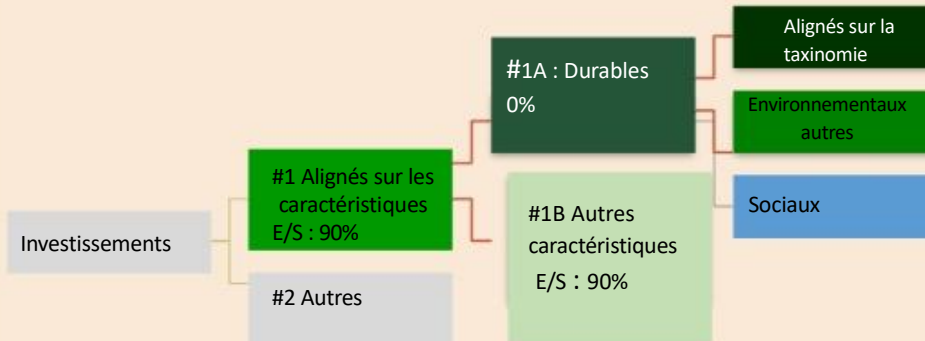 Investissements
#1 Alignés sur les
caractéristiques
E/S : 90%
#2 Autres
#1A : Durables
0%
#1B Autres
caractéristiques
E/S : 90%
Alignés sur la
taxinomie
Environnementaux
autres
Sociaux